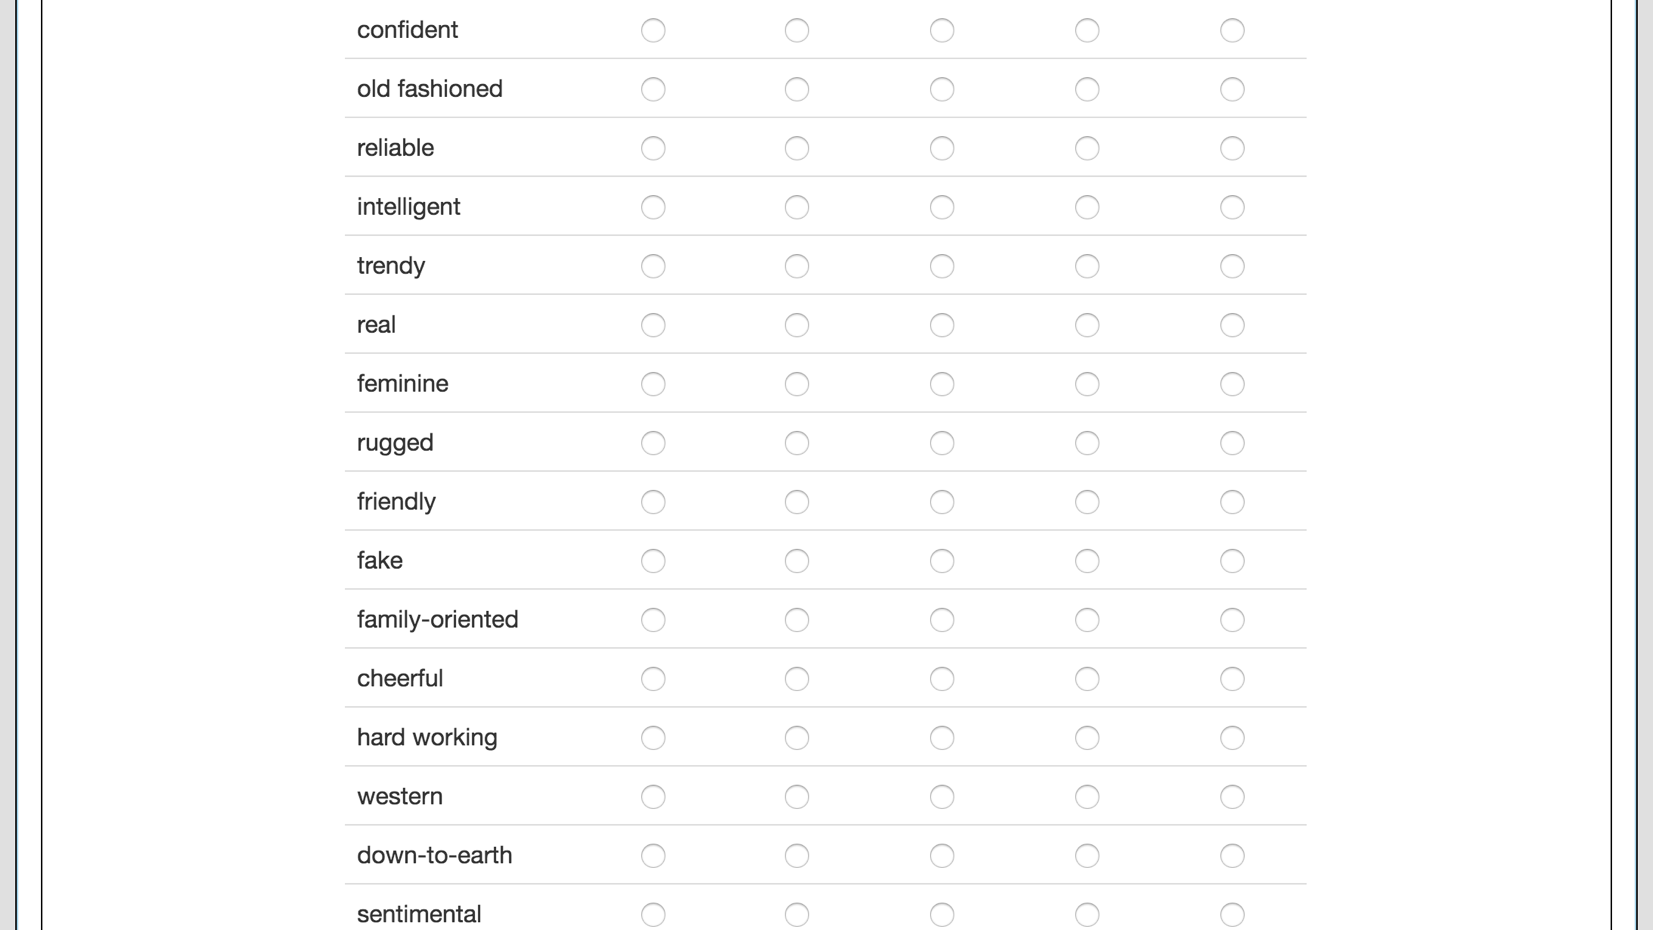 confident
old fashioned
reliable
intelligent
trendy
real
feminine
rugged
friendly
fake
family-oriented
cheerful
hard working
western
down-to-earth
sentimental